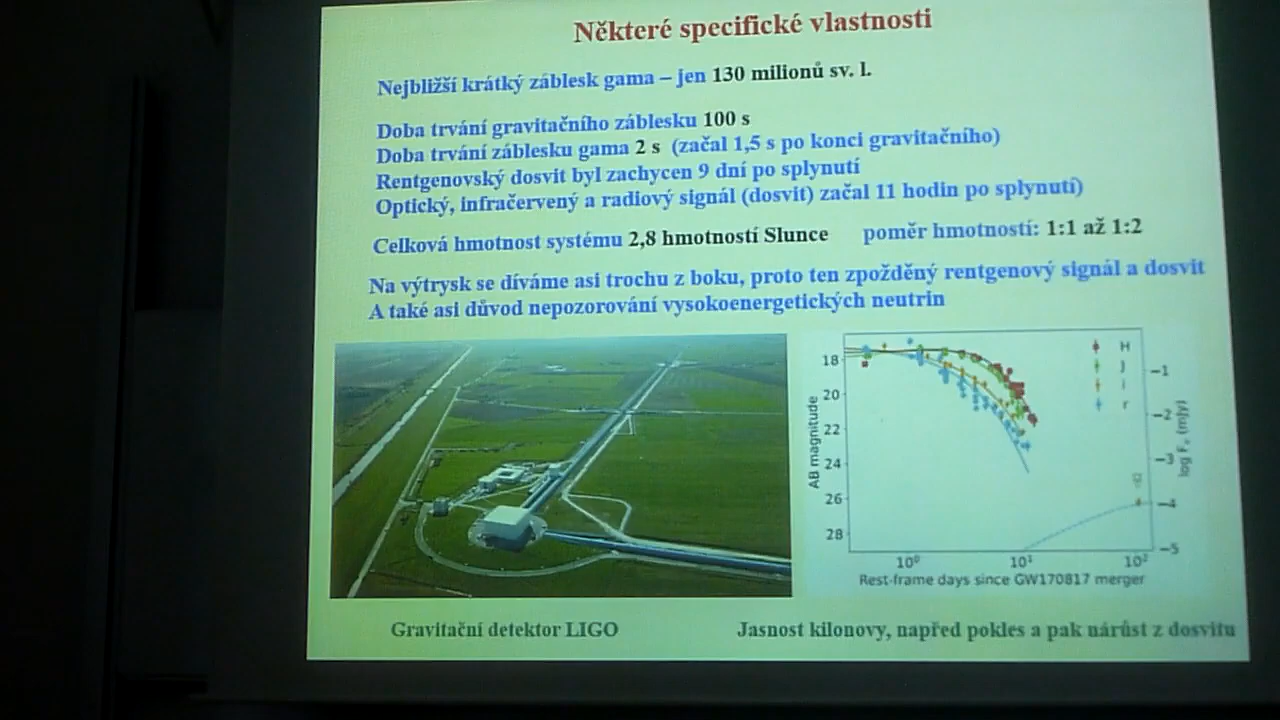 Některé specifické vlastnosti
Nejbližší krátký záblesk gama – jen 130 milionů sv. l.
Doba trvání gravitačního záblesku 100 s
Doba trvání záblesku gama 2 s (začal 1,5 s po konci gravitačního)
Rentgenovský dosvit byl zachycen 9 dní po splynutí
Optický, infračervený a radiový signál (dosvit) začal 11 hodin po splynutí)
Celková hmotnost systému 2,8 hmotností Slunce poměr hmotností: 1:1 až 1:2
Na výtrysk se díváme asi trochu z boku, proto ten zpožděný rentgenový signál a dosvit
A také asi důvod nepozorování vysokoenergetických neutrin
H
J
i
r
18
20
22
24
26
28
AB magnitude
−1
−2
−3
−4
−5
log Fν (mJy)
10⁰ 10¹ 10²
Rest-frame days since GW170817 merger
Gravitační detektor LIGO
Jasnost kilonovy, napřed pokles a pak nárůst z dosvitu